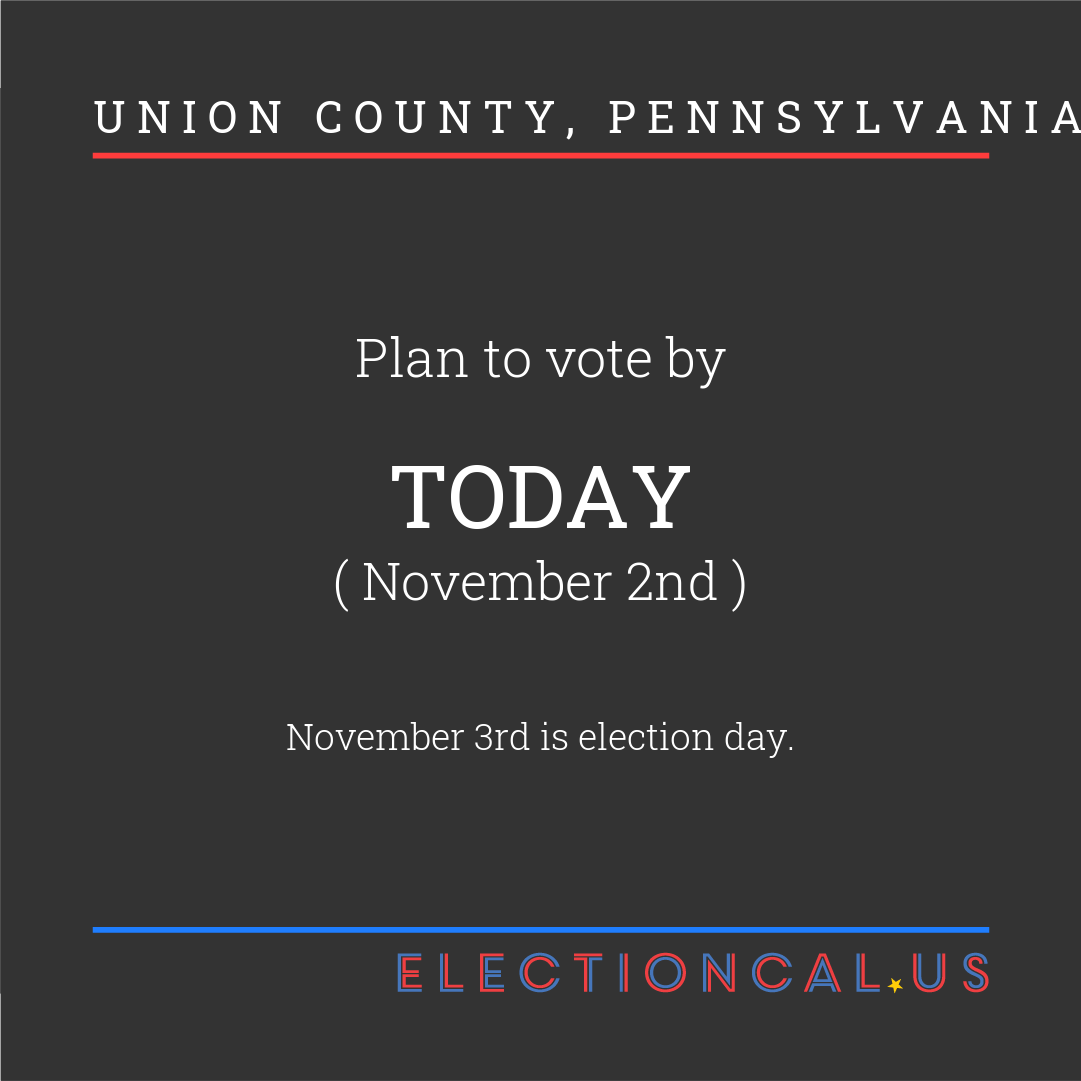 UNION COUNTY, PENNSYLVANIA
Plan to vote by
TODAY
( November 2nd )
November 3rd is election day.
ELECTIONCAL.US